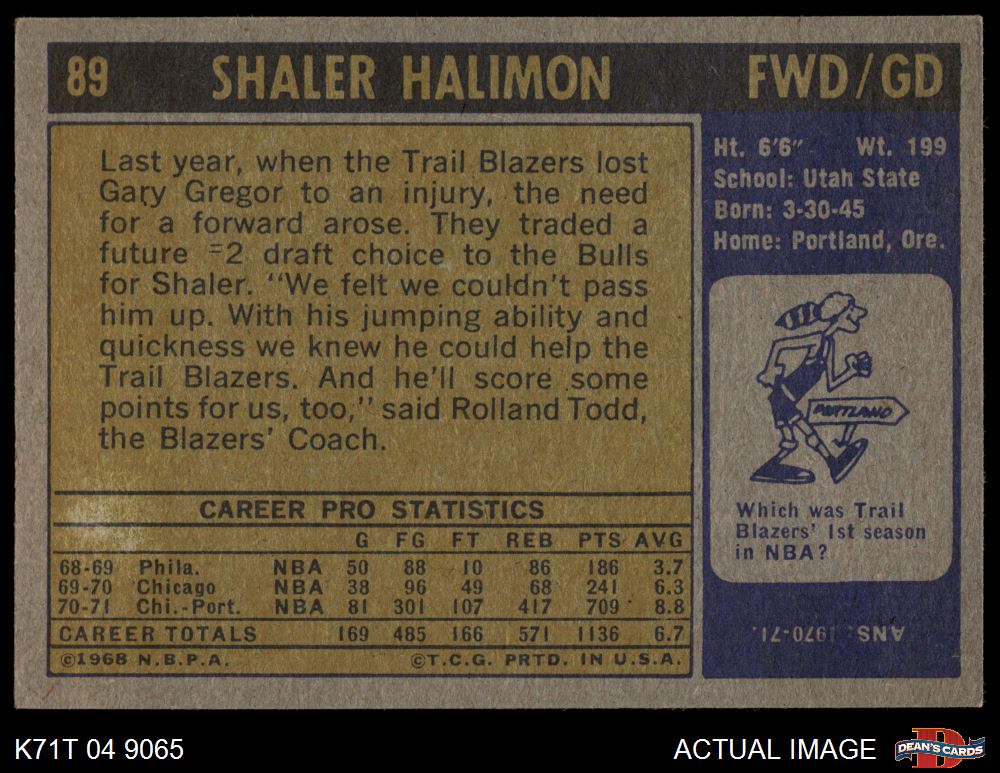 89 SHALER HALIMON FWD/GD
Last year, when the Trail Blazers lost
Gary Gregor to an injury, the need
for a forward arose. They traded a
future =2 draft choice to the Bulls
for Shaler. "We felt we couldn't pass
him up. With his jumping ability and
quickness we knew he could help the
Trail Blazers. And he'll score some
points for us, too," said Rolland Todd,
the Blazers' Coach.
Ht. 6'6" Wt. 199
School: Utah State
Born: 3-30-45
Home: Portland, Ore.
PORTLAND
Which was Trail
Blazers' 1st season
in NBA?
ANS. 1970-71.
CAREER PRO STATISTICS
G FG FT REB PTS AVG
68-69 Phila. NBA 50 88 10 86 186 3.7
69-70 Chicago NBA 38 96 49 68 241 6.3
70-71 Chi.-Port. NBA 81 301 107 417 709 8.8
CAREER TOTALS 169 485 166 571 1136 6.7
©1968 N.B.P.A. ©T.C.G. PRTD. IN U.S.A.
K71T 04 9065 ACTUAL IMAGE D DEAN'S CARDS